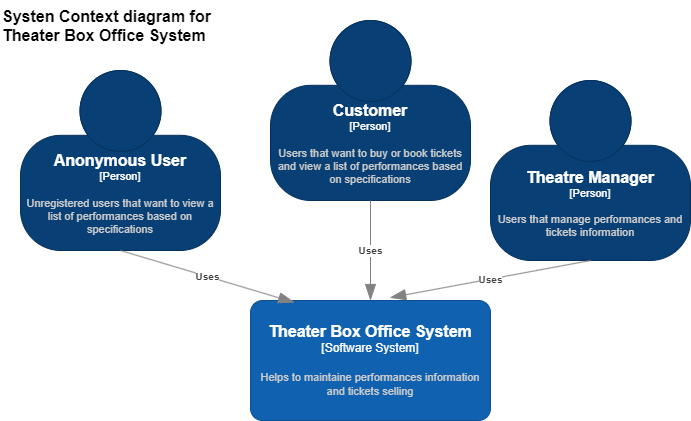 Systen Context diagram for
Theater Box Office System
Customer
[Person]
Users that want to buy or book tickets
and view a list of performances based
on specifications
Anonymous User
[Person]
Unregistered users that want to view a
list of performances based on
specifications
Theatre Manager
[Person]
Users that manage performances and
tickets information
Uses
Uses
Uses
Theater Box Office System
[Software System]
Helps to maintaine performances information
and tickets selling